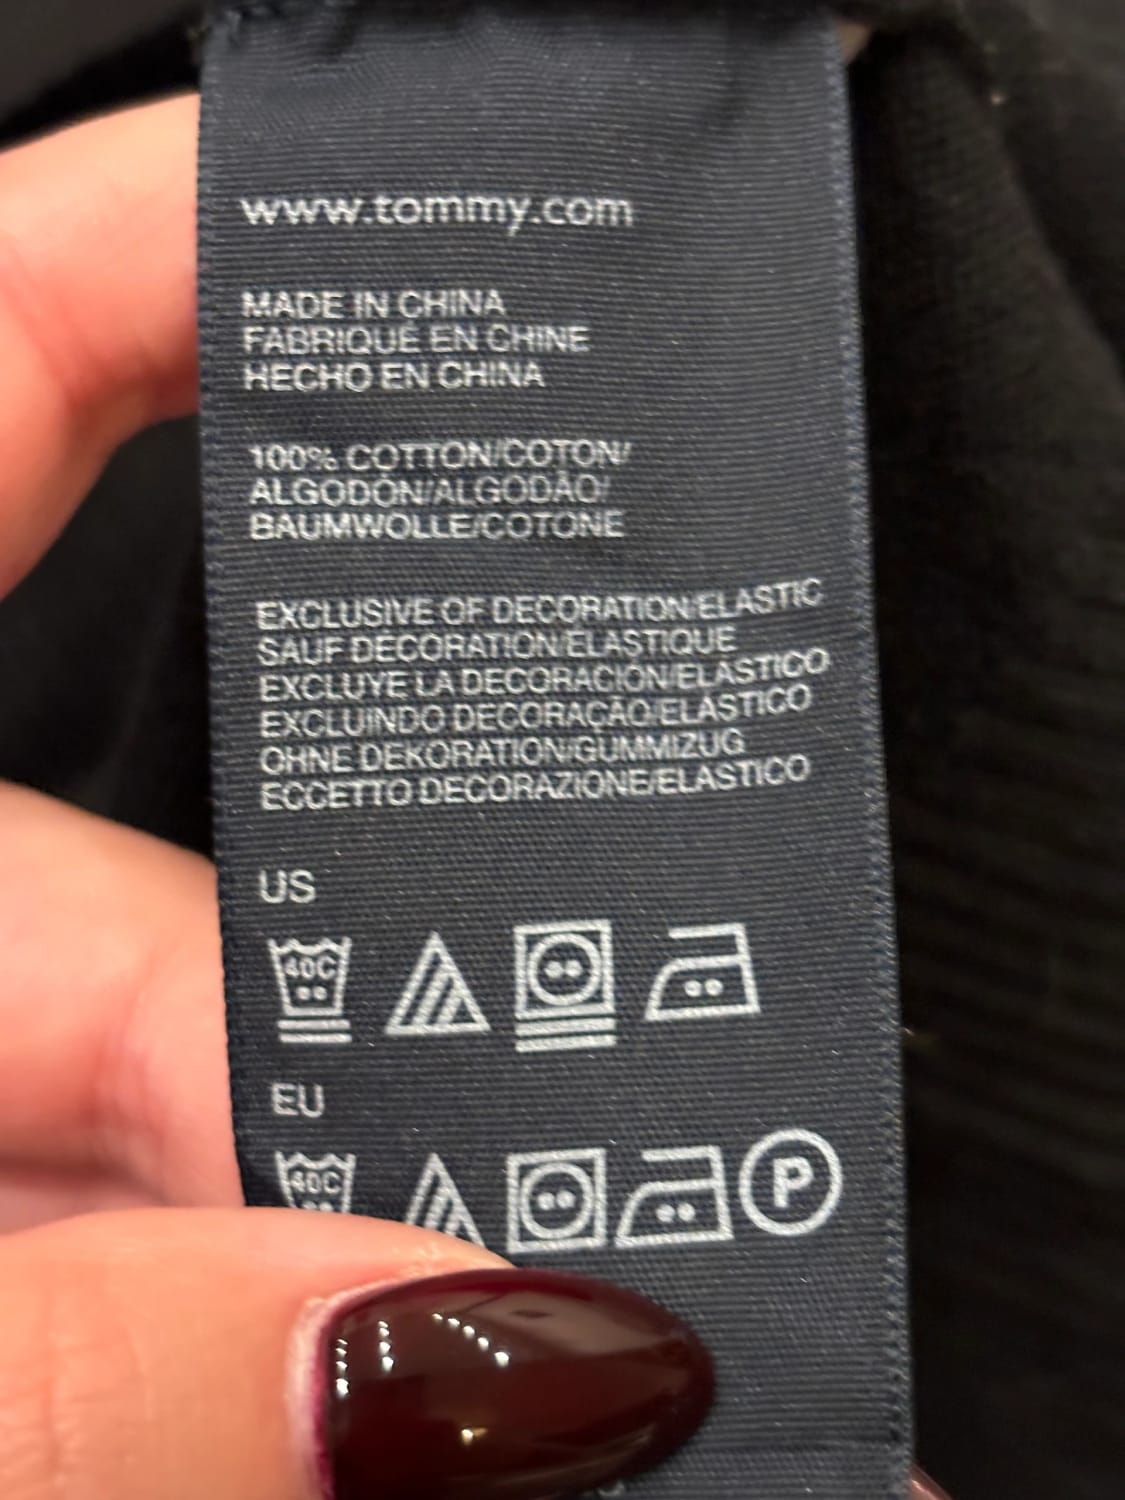 www.tommy.com
MADE IN CHINA
FABRIQUÉ EN CHINE
HECHO EN CHINA
100% COTTON/COTON/
ALGODÓN/ALGODÃO/
BAUMWOLLE/COTONE
EXCLUSIVE OF DECORATION/ELASTIC
SAUF DÉCORATION/ÉLASTIQUE
EXCLUYE LA DECORACIÓN/ELÁSTICO
EXCLUINDO DECORAÇÃO/ELÁSTICO
OHNE DEKORATION/GUMMIZUG
ECCETTO DECORAZIONE/ELASTICO
US
40C
EU
40C P